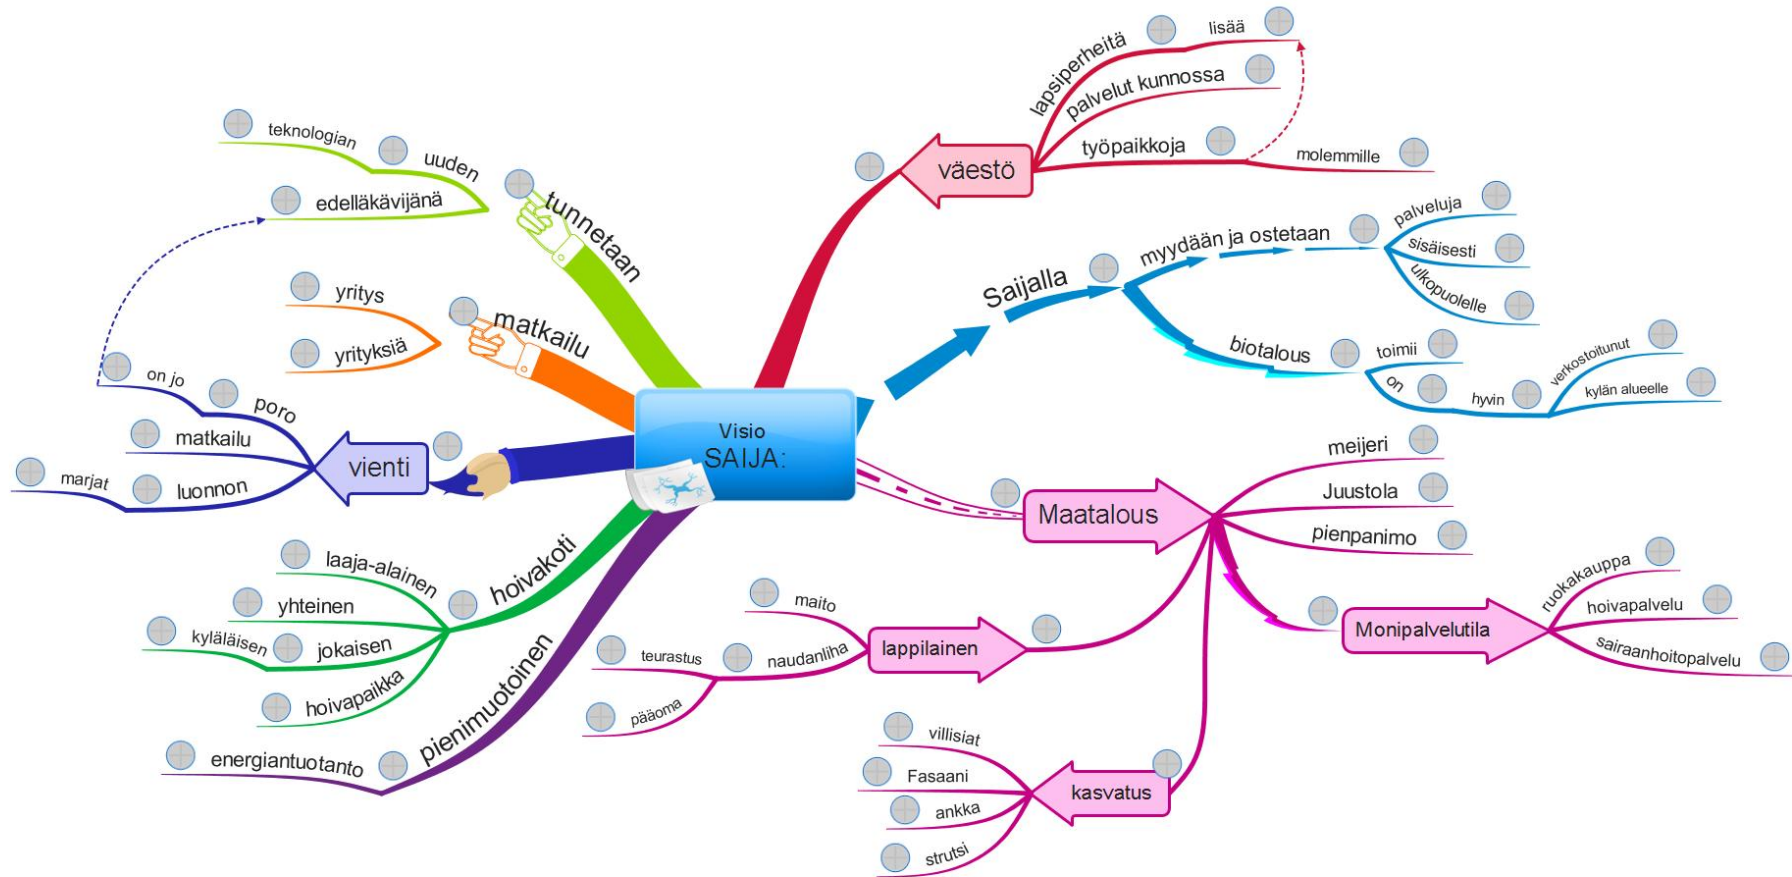 Visio
SAIJA:
väestö
lapsiperheitä
lisää
palvelut kunnossa
työpaikkoja
molemmille
Saijalla
myydään ja ostetaan
palveluja
sisäisesti
ulkopuolelle
biotalous
toimii
on
hyvin
verkostoitunut
kylän alueelle
Maatalous
meijeri
Juustola
pienpanimo
Monipalvelutila
ruokakauppa
hoivapalvelu
sairaanhoitopalvelu
lappilainen
maito
naudanliha
teurastus
pääoma
kasvatus
villisiat
Fasaani
ankka
strutsi
tunnetaan
uuden
teknologian
edelläkävijänä
matkailu
yritys
yrityksiä
vienti
poro
on jo
matkailu
luonnon
marjat
hoivakoti
laaja-alainen
yhteinen
jokaisen
kyläläisen
hoivapaikka
pienimuotoinen
energiantuotanto